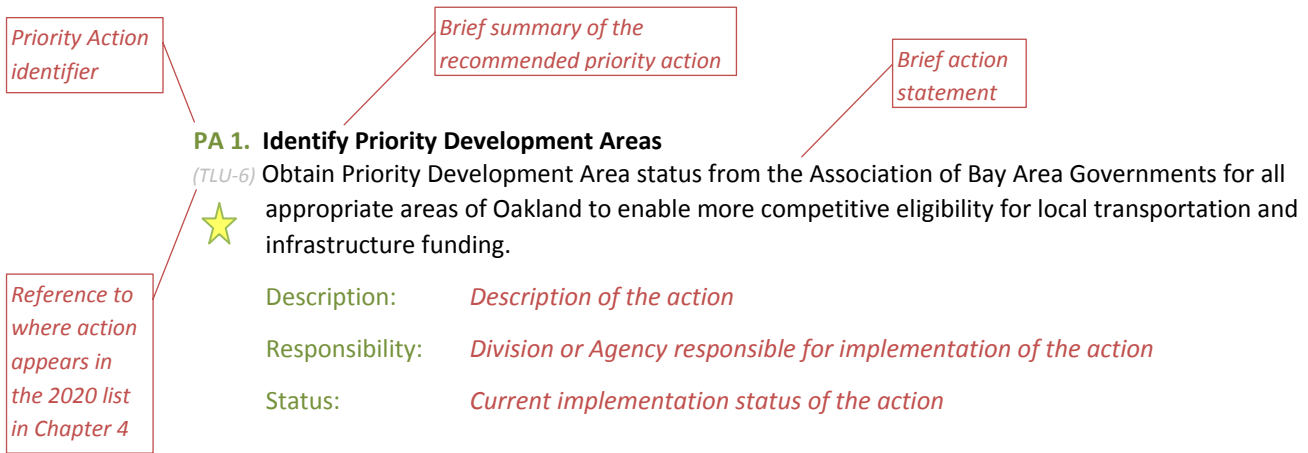 Priority Action
identifier
Brief summary of the
recommended priority action
Brief action
statement
PA 1. Identify Priority Development Areas
(TLU-6) Obtain Priority Development Area status from the Association of Bay Area Governments for all
appropriate areas of Oakland to enable more competitive eligibility for local transportation and
infrastructure funding.
Reference to
where action
appears in
the 2020 list
in Chapter 4
Description: Description of the action
Responsibility: Division or Agency responsible for implementation of the action
Status: Current implementation status of the action